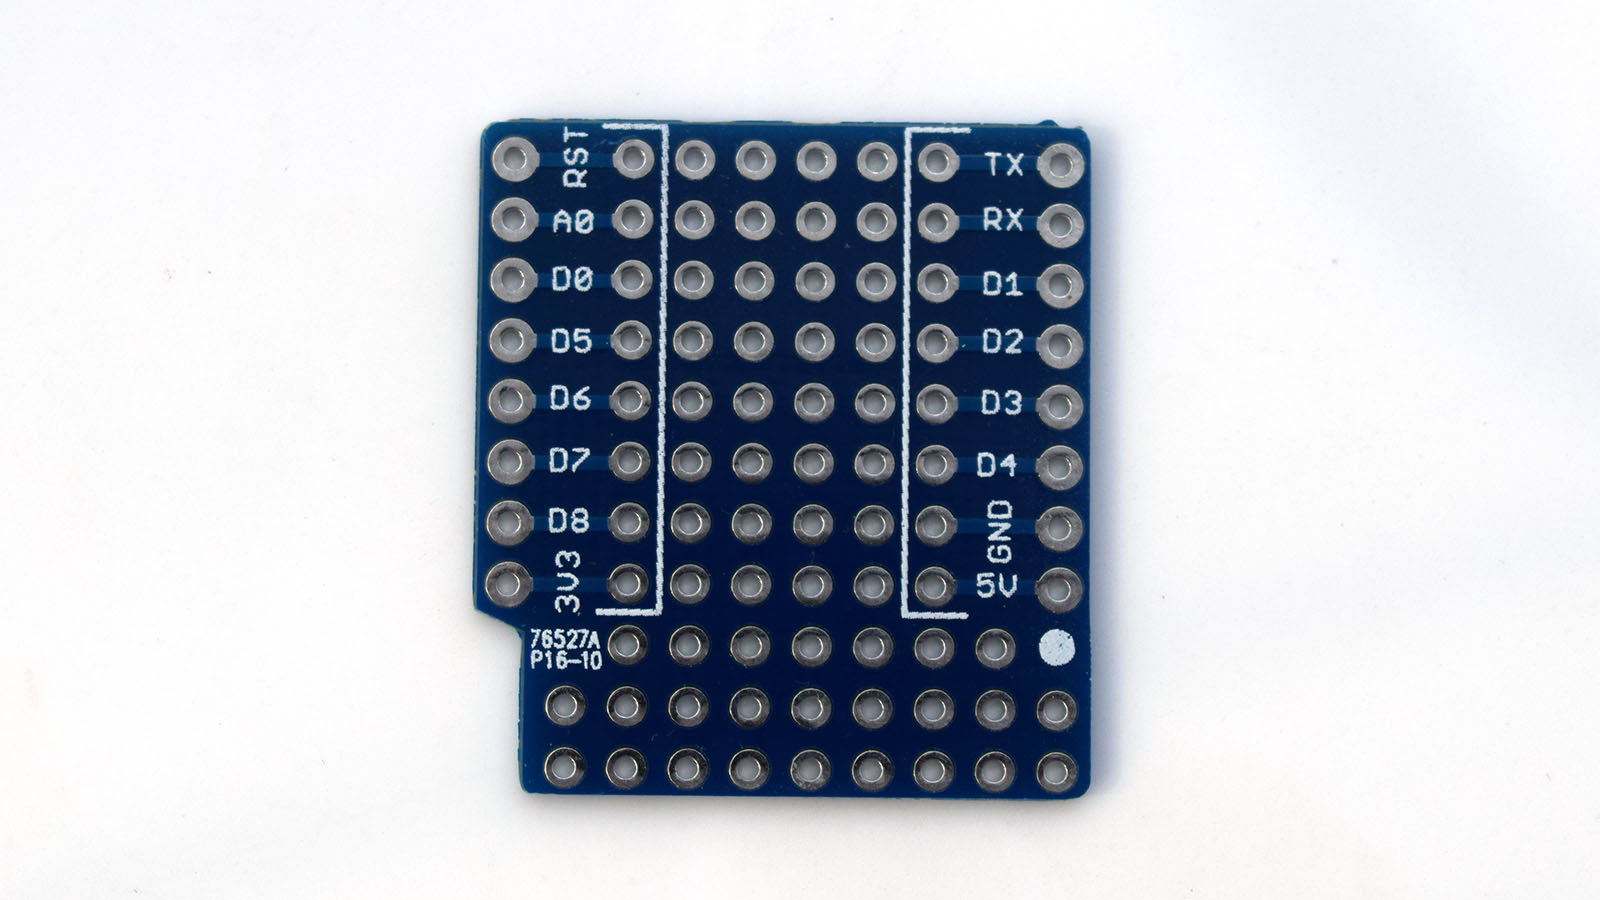 RST TX
A0 RX
D0 D1
D5 D2
D6 D3
D7 D4
D8 GND
3V3 5V
76527A
P16-10